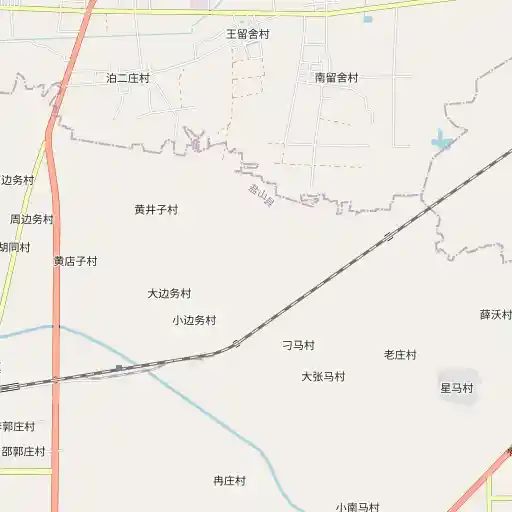 王留舍村
泊二庄村
南留舍村
边务村
黄井子村
周边务村
胡同村
黄店子村
大边务村
小边务村
薛沃村
刁马村
老庄村
大张马村
星马村
郭庄村
邵郭庄村
冉庄村
小南马村